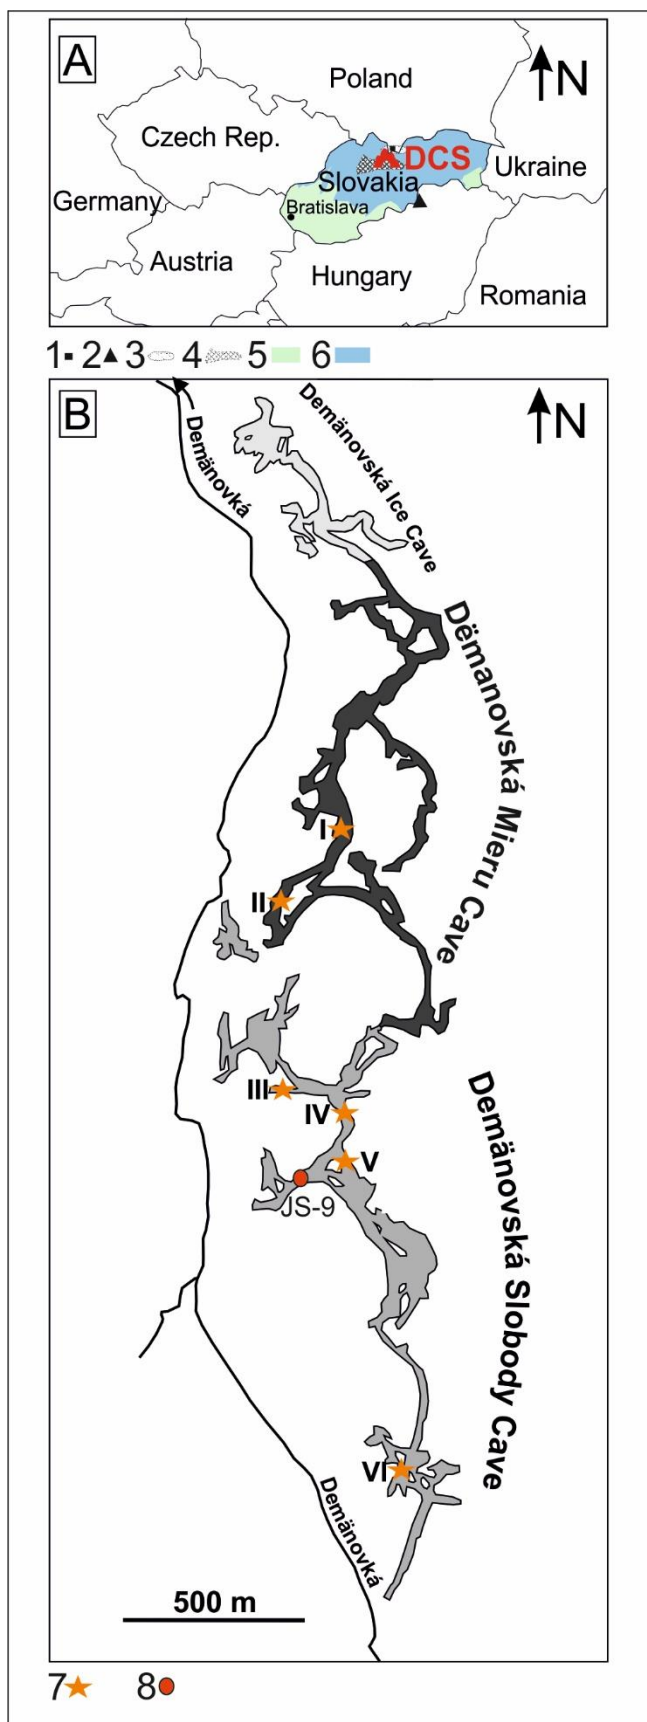 A
N
Poland
Czech Rep.
DCS
Slovakia
Ukraine
Germany
Bratislava
Austria
Hungary
Romania
1 2 3 4 5 6
B
N
Demänovká
Demänovská Ice Cave
Dëmanovská Mieru Cave
I
II
III
IV
V
JS-9
Demänovská Slobody Cave
VI
Demänovká
500 m
7 8